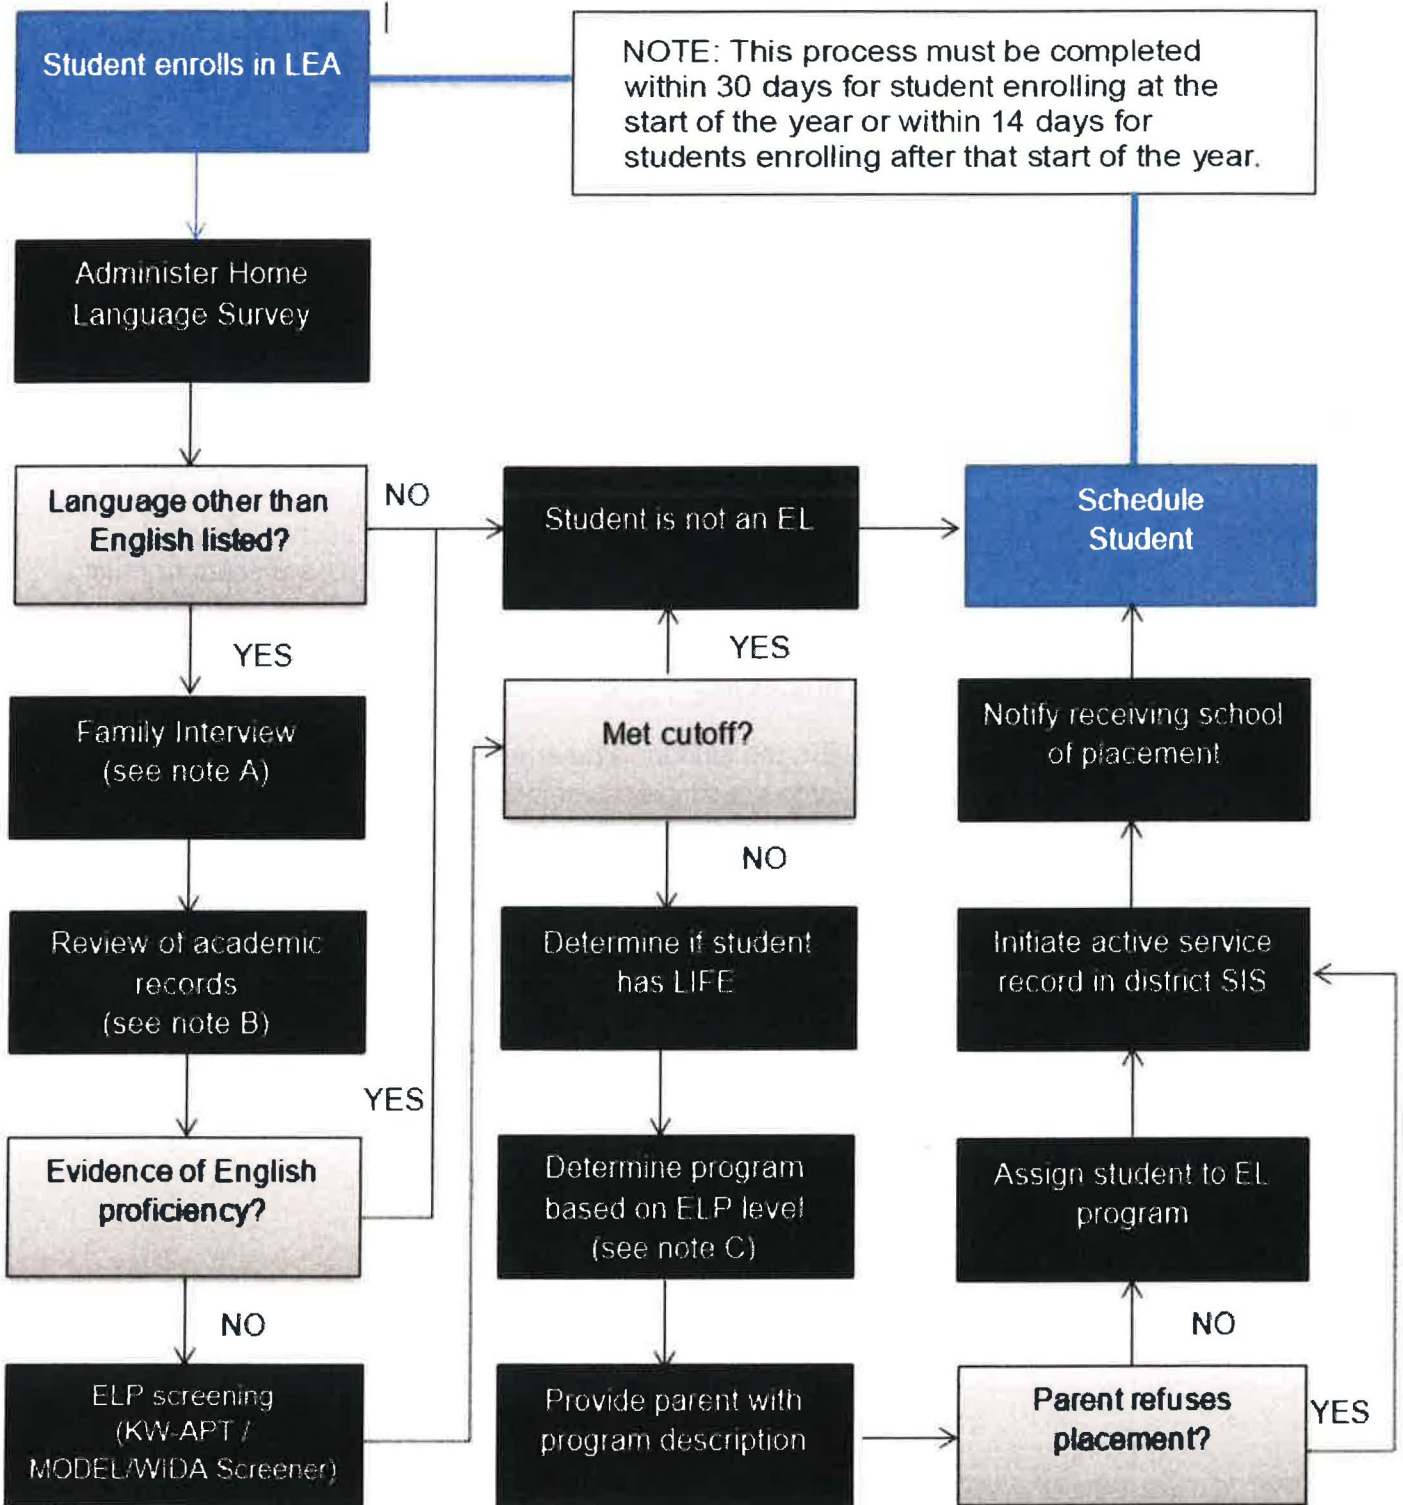 Student enrolls in LEA
NOTE: This process must be completed
within 30 days for student enrolling at the
start of the year or within 14 days for
students enrolling after that start of the year.
Administer Home
Language Survey
Language other than
English listed?
NO
Student is not an EL
Schedule
Student
YES
YES
Family Interview
(see note A)
Met cutoff?
Notify receiving school
of placement
NO
Review of academic
records
(see note B)
Determine if student
has LIFE
Initiate active service
record in district SIS
YES
Evidence of English
proficiency?
Determine program
based on ELP level
(see note C)
Assign student to EL
program
NO
NO
ELP screening
(KW-APT /
MODEL/WIDA Screener)
Provide parent with
program description
Parent refuses
placement?
YES